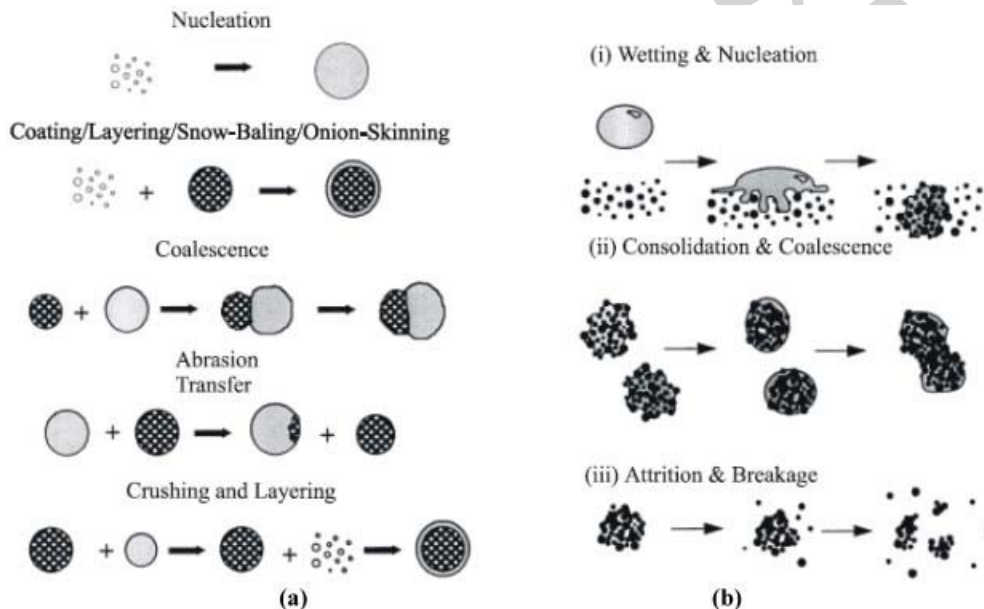 Nucleation
Coating/Layering/Snow-Baling/Onion-Skinning
+
Coalescence
+
Abrasion
Transfer
+ +
Crushing and Layering
+ +
(a)
(i) Wetting & Nucleation
(ii) Consolidation & Coalescence
(iii) Attrition & Breakage
(b)